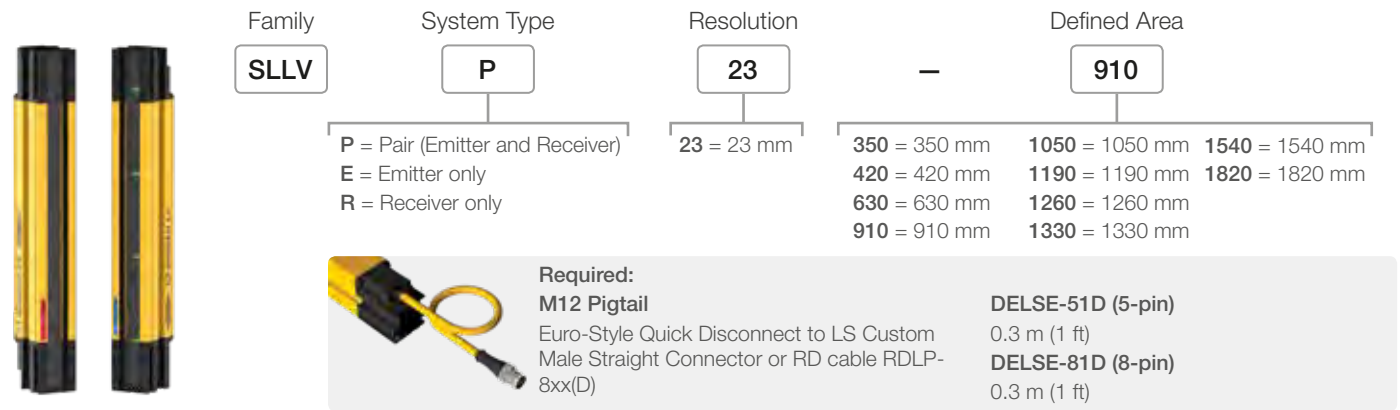 Family System Type Resolution Defined Area
SLLV P 23 – 910
P = Pair (Emitter and Receiver)
E = Emitter only
R = Receiver only
23 = 23 mm
350 = 350 mm 1050 = 1050 mm 1540 = 1540 mm
420 = 420 mm 1190 = 1190 mm 1820 = 1820 mm
630 = 630 mm 1260 = 1260 mm
910 = 910 mm 1330 = 1330 mm
Required:
M12 Pigtail
Euro-Style Quick Disconnect to LS Custom
Male Straight Connector or RD cable RDLP-
8xx(D)
DELSE-51D (5-pin)
0.3 m (1 ft)
DELSE-81D (8-pin)
0.3 m (1 ft)